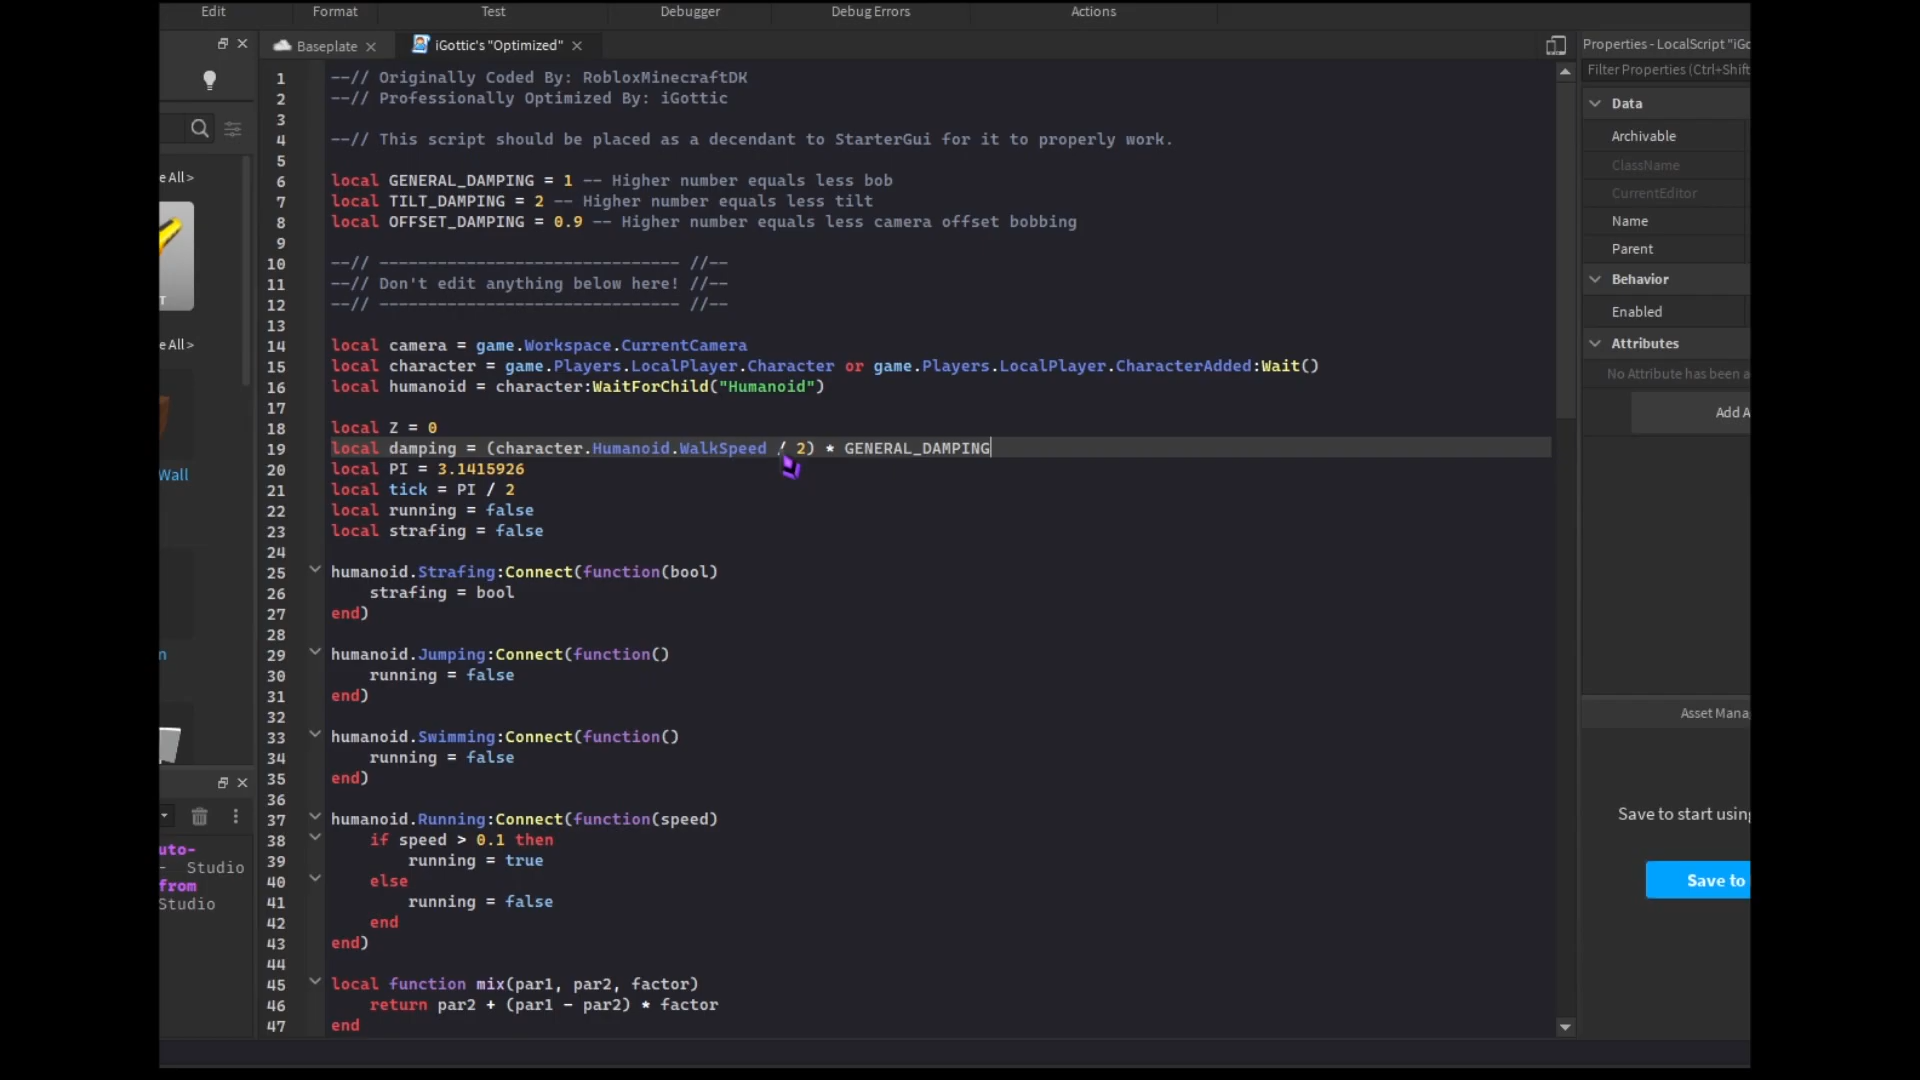 Edit
Format
Test
Debugger
Debug Errors
Actions
Baseplate
iGottic's "Optimized"
e All >
e All >
Wall
n
uto-
- Studio
from
Studio
1 --// Originally Coded By: RobloxMinecraftDK
2 --// Professionally Optimized By: iGottic
3
4 --// This script should be placed as a decendant to StarterGui for it to properly work.
5
6 local GENERAL_DAMPING = 1 -- Higher number equals less bob
7 local TILT_DAMPING = 2 -- Higher number equals less tilt
8 local OFFSET_DAMPING = 0.9 -- Higher number equals less camera offset bobbing
9
10 --// ------------------------------- //--
11 --// Don't edit anything below here! //--
12 --// ------------------------------- //--
13
14 local camera = game.Workspace.CurrentCamera
15 local character = game.Players.LocalPlayer.Character or game.Players.LocalPlayer.CharacterAdded:Wait()
16 local humanoid = character:WaitForChild("Humanoid")
17
18 local Z = 0
19 local damping = (character.Humanoid.WalkSpeed / 2) * GENERAL_DAMPING
20 local PI = 3.1415926
21 local tick = PI / 2
22 local running = false
23 local strafing = false
24
25 humanoid.Strafing:Connect(function(bool)
26 strafing = bool
27 end)
28
29 humanoid.Jumping:Connect(function()
30 running = false
31 end)
32
33 humanoid.Swimming:Connect(function()
34 running = false
35 end)
36
37 humanoid.Running:Connect(function(speed)
38 if speed > 0.1 then
39 running = true
40 else
41 running = false
42 end
43 end)
44
45 local function mix(par1, par2, factor)
46 return par2 + (par1 - par2) * factor
47 end
Properties - LocalScript "iGo
Filter Properties (Ctrl+Shift
Data
Archivable
ClassName
CurrentEditor
Name
Parent
Behavior
Enabled
Attributes
No Attribute has been a
Add A
Asset Mana
Save to start using
Save to